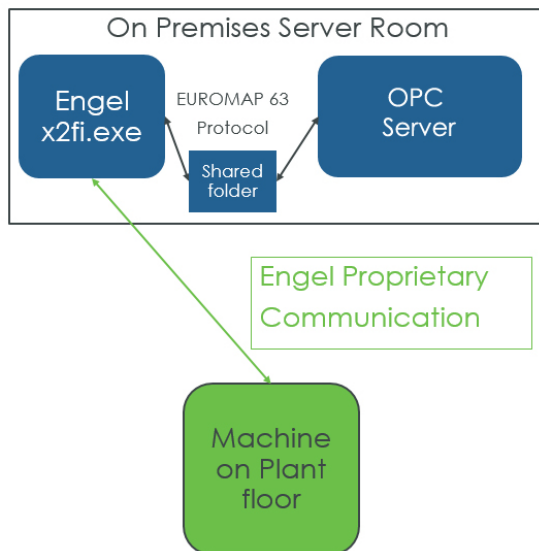 On Premises Server Room
Engel
x2fi.exe
EUROMAP 63
Protocol
Shared
folder
OPC
Server
Engel Proprietary
Communication
Machine
on Plant
floor